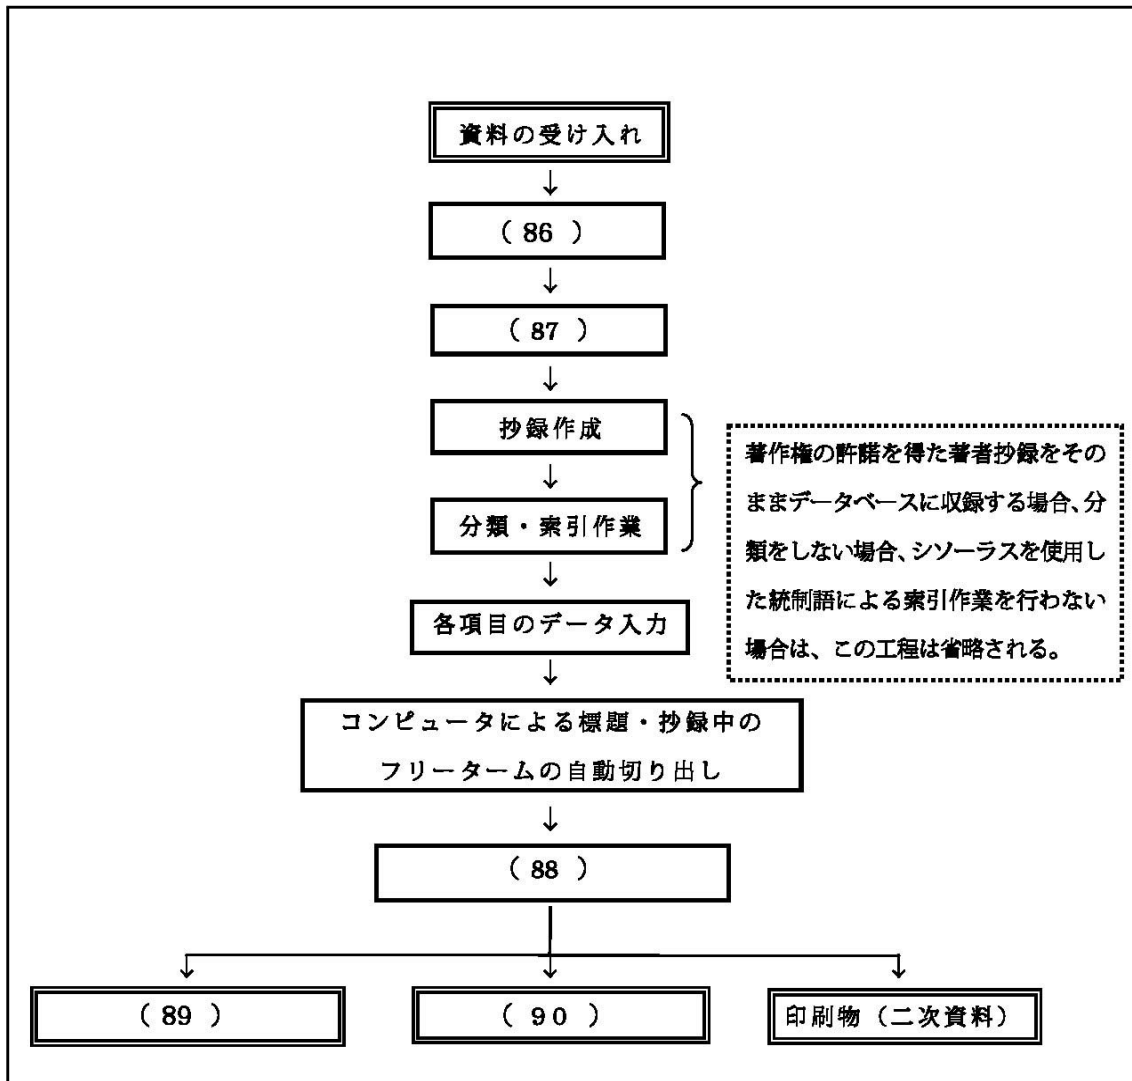 資料の受け入れ
↓
( 86 )
↓
( 87 )
↓
抄録作成
↓
分類・索引作業
著作権の許諾を得た著者抄録をその
ままデータベースに収録する場合、分
類をしない場合、シソーラスを使用し
た統制語による索引作業を行わない
場合は、この工程は省略される。
↓
各項目のデータ入力
↓
コンピュータによる標題・抄録中の
フリータームの自動切り出し
↓
( 88 )
( 89 )
( 90 )
印刷物(二次資料)